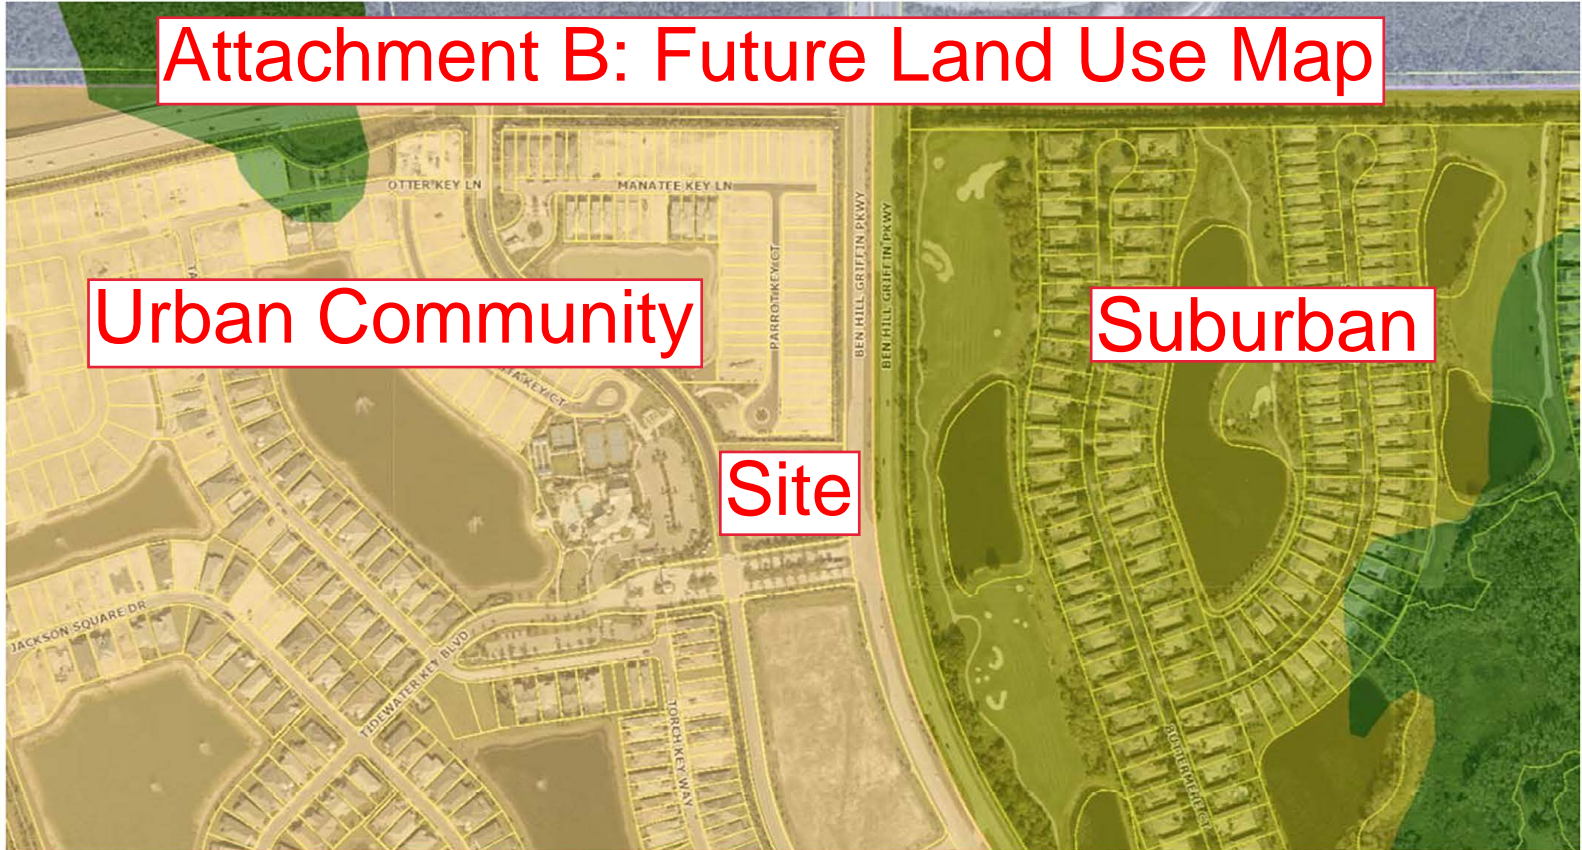 Attachment B: Future Land Use Map
OTTER KEY LN
MANATEE KEY LN
BEN HILL GRIFFIN PKWY
BEN HILL GRIFFIN PKWY
PARROT KEY CT
Urban Community
Suburban
Site
JACKSON SQUARE DR
TIDEWATER KEY BLVD
TORCH KEY WAY